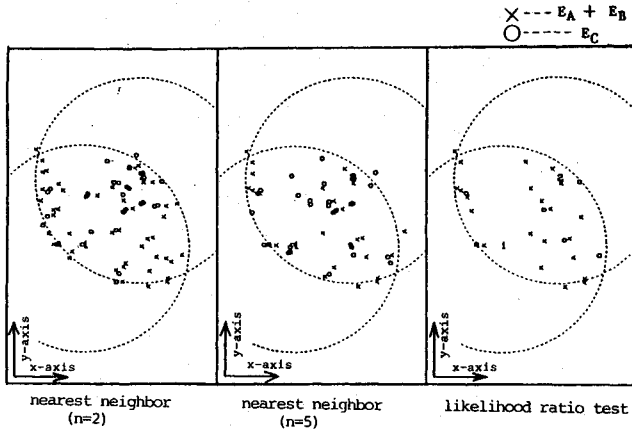 × --- E_A + E_B
○ ----- E_C
y-axis
x-axis
y-axis
x-axis
y-axis
x-axis
nearest neighbor
(n=2)
nearest neighbor
(n=5)
likelihood ratio test